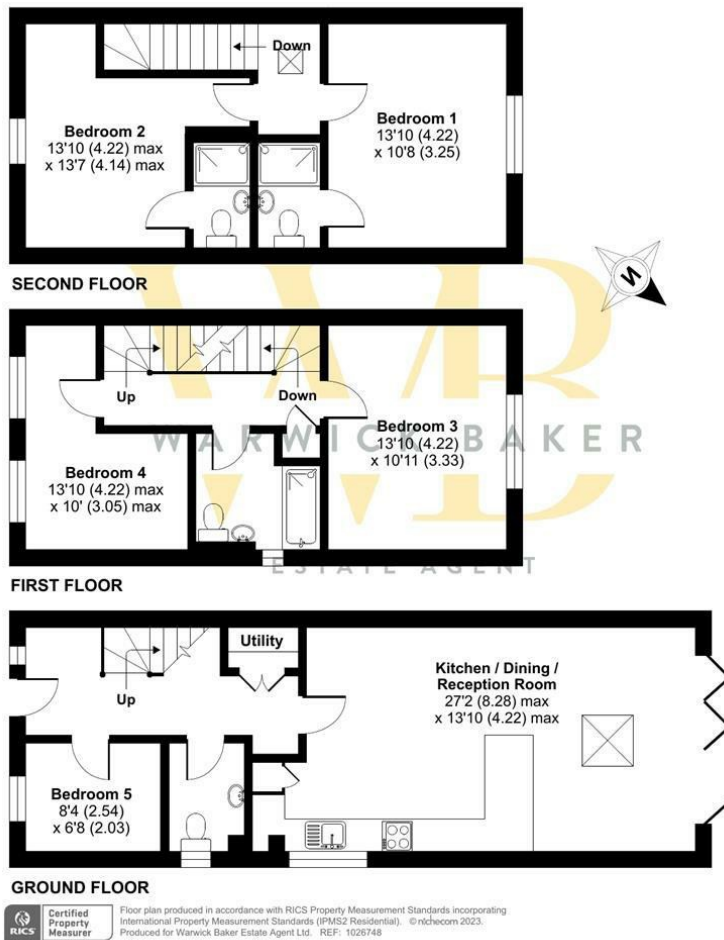 Down
Bedroom 1
13'10 (4.22)
x 10'8 (3.25)
Bedroom 2
13'10 (4.22) max
x 13'7 (4.14) max
SECOND FLOOR
N
WB
Up
Down
Bedroom 3
13'10 (4.22)
x 10'11 (3.33)
WARWICK BAKER
Bedroom 4
13'10 (4.22) max
x 10' (3.05) max
ESTATE AGENT
FIRST FLOOR
Utility
Kitchen / Dining /
Reception Room
27'2 (8.28) max
x 13'10 (4.22) max
Up
Bedroom 5
8'4 (2.54)
x 6'8 (2.03)
GROUND FLOOR
RICS
Certified
Property
Measurer
Floor plan produced in accordance with RICS Property Measurement Standards incorporating
International Property Measurement Standards (IPMS2 Residential). © nichecom 2023.
Produced for Warwick Baker Estate Agent Ltd. REF: 1026748